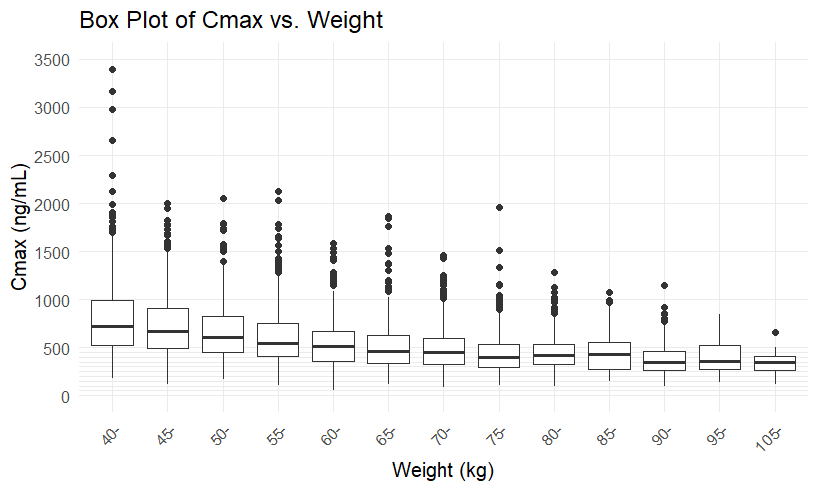 Box Plot of Cmax vs. Weight
Cmax (ng/mL)
3500
3000
2500
2000
1500
1000
500
0
40- 45- 50- 55- 60- 65- 70- 75- 80- 85- 90- 95- 105-
Weight (kg)